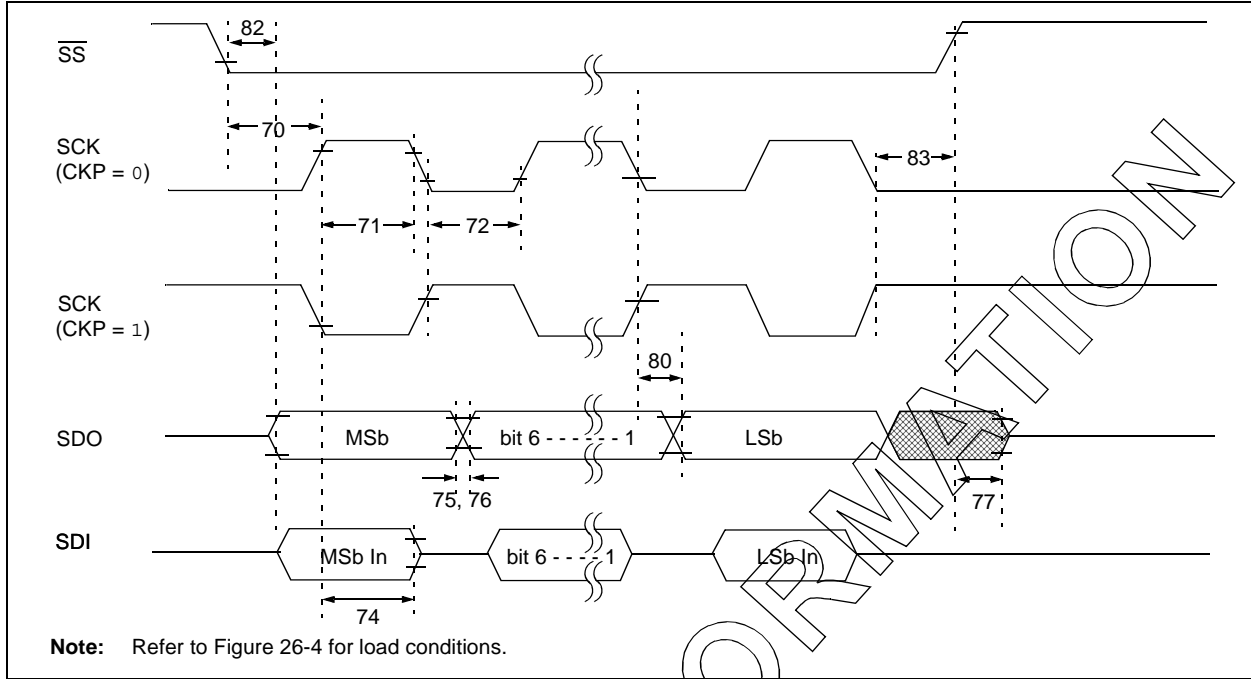 82
SS
70
SCK
(CKP = 0)
83
71
72
SCK
(CKP = 1)
80
SDO
MSb
bit 6 - - - - - - 1
LSb
75, 76
77
SDI
MSb In
bit 6 - - - - 1
LSb In
74
Note: Refer to Figure 26-4 for load conditions.
ORMATION